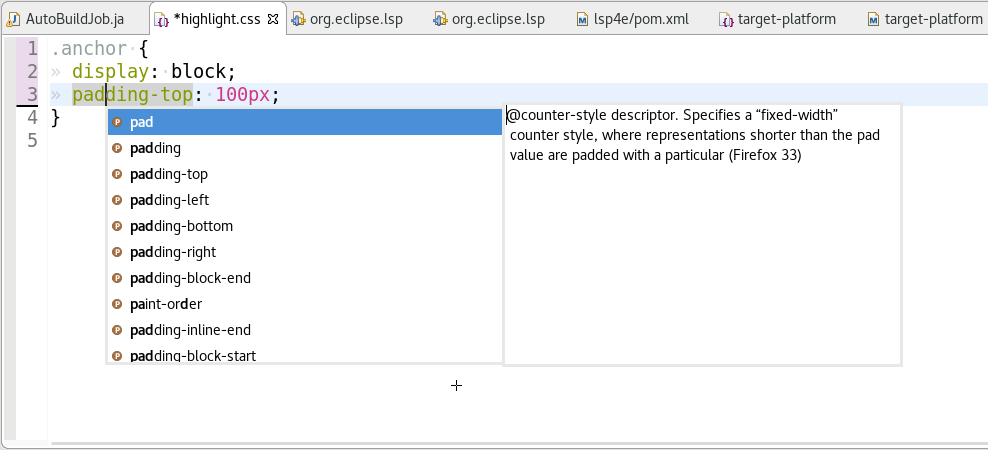 AutoBuildJob.ja *highlight.css org.eclipse.lsp org.eclipse.lsp lsp4e/pom.xml target-platform target-platform
1 .anchor {
2 » display: block;
3 » padding-top: 100px;
4 }
5
pad
padding
padding-top
padding-left
padding-bottom
padding-right
padding-block-end
paint-order
padding-inline-end
padding-block-start
@counter-style descriptor. Specifies a “fixed-width”
counter style, where representations shorter than the pad
value are padded with a particular (Firefox 33)